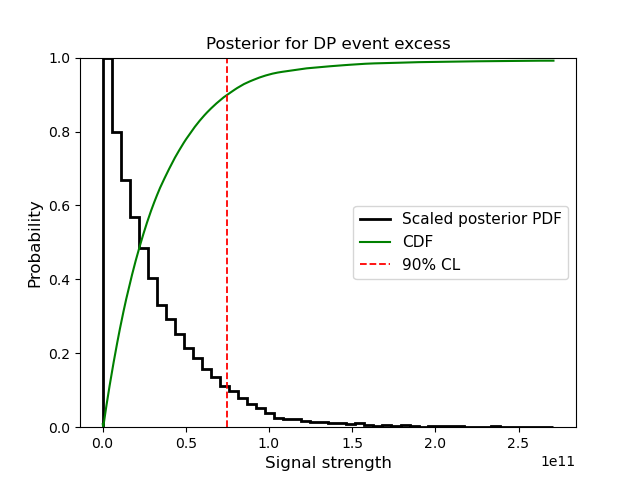 Posterior for DP event excess
1.0
0.8
0.6
0.4
0.2
0.0
Probability
Scaled posterior PDF
CDF
90% CL
0.0 0.5 1.0 1.5 2.0 2.5
Signal strength
1e11